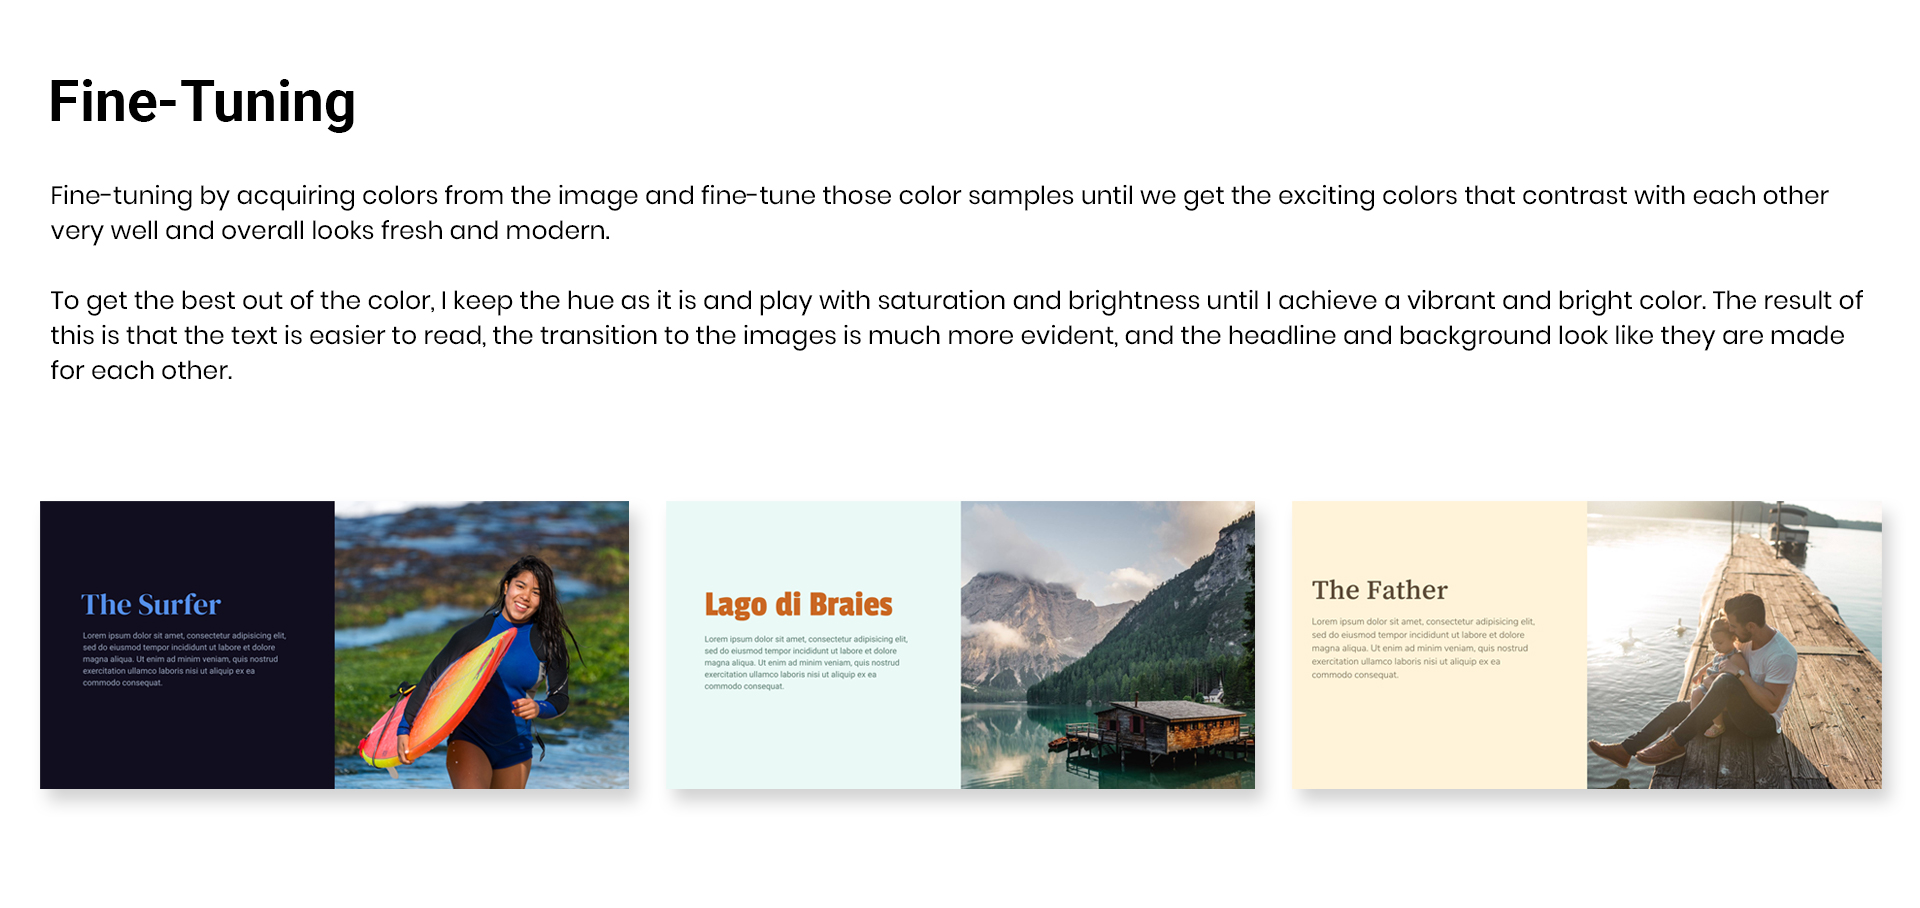 Fine-Tuning
Fine-tuning by acquiring colors from the image and fine-tune those color samples until we get the exciting colors that contrast with each other
very well and overall looks fresh and modern.
To get the best out of the color, I keep the hue as it is and play with saturation and brightness until I achieve a vibrant and bright color. The result of
this is that the text is easier to read, the transition to the images is much more evident, and the headline and background look like they are made
for each other.
The Surfer
Lorem ipsum dolor sit amet, consectetur adipisicing elit,
sed do eiusmod tempor incididunt ut labore et dolore
magna aliqua. Ut enim ad minim veniam, quis nostrud
exercitation ullamco laboris nisi ut aliquip ex ea
commodo consequat.
Lago di Braies
Lorem ipsum dolor sit amet, consectetur adipisicing elit,
sed do eiusmod tempor incididunt ut labore et dolore
magna aliqua. Ut enim ad minim veniam, quis nostrud
exercitation ullamco laboris nisi ut aliquip ex ea
commodo consequat.
The Father
Lorem ipsum dolor sit amet, consectetur adipisicing elit,
sed do eiusmod tempor incididunt ut labore et dolore
magna aliqua. Ut enim ad minim veniam, quis nostrud
exercitation ullamco laboris nisi ut aliquip ex ea
commodo consequat.